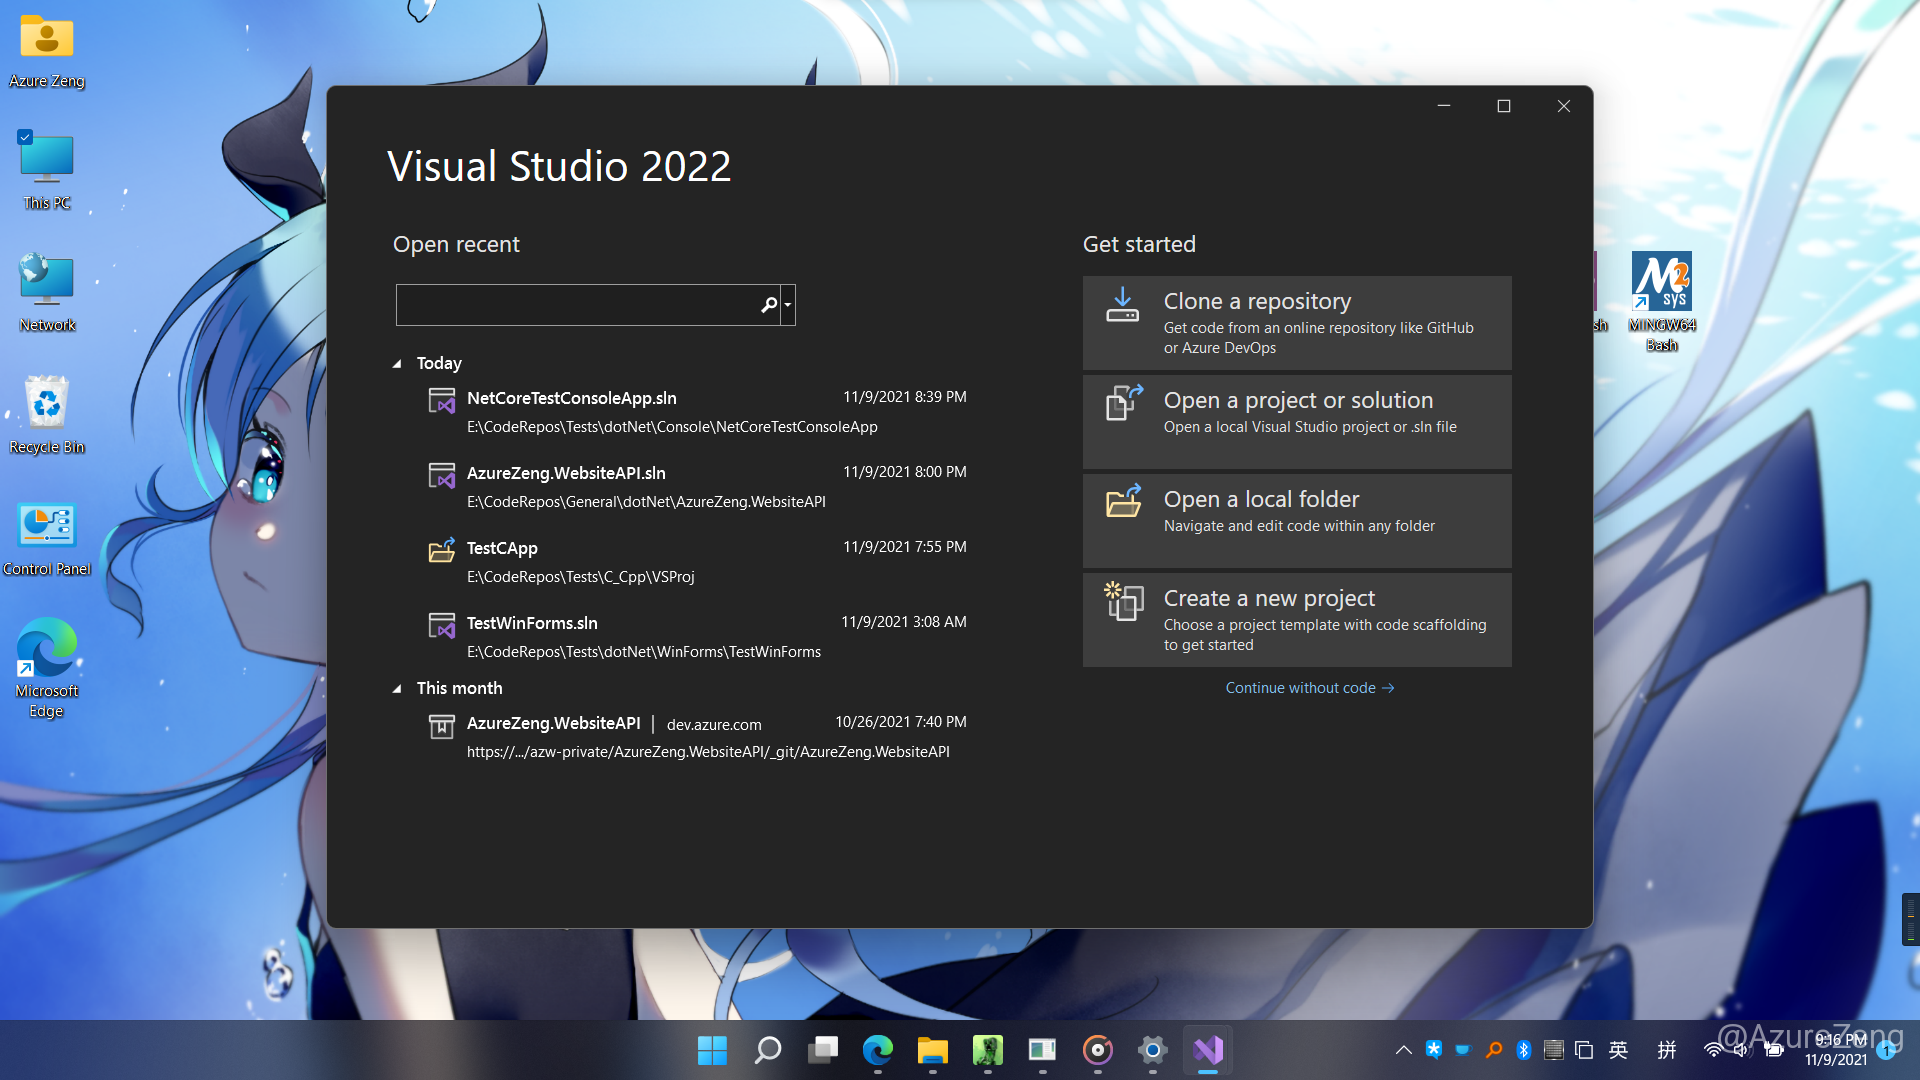 Azure Zeng
This PC
Network
Recycle Bin
Control Panel
Microsoft
Edge
Visual Studio 2022
Open recent
Today
NetCoreTestConsoleApp.sln
11/9/2021 8:39 PM
E:\CodeRepos\Tests\dotNet\Console\NetCoreTestConsoleApp
AzureZeng.WebsiteAPI.sln
11/9/2021 8:00 PM
E:\CodeRepos\General\dotNet\AzureZeng.WebsiteAPI
TestCApp
11/9/2021 7:55 PM
E:\CodeRepos\Tests\C_Cpp\VSProj
TestWinForms.sln
11/9/2021 3:08 AM
E:\CodeRepos\Tests\dotNet\WinForms\TestWinForms
This month
AzureZeng.WebsiteAPI | dev.azure.com
10/26/2021 7:40 PM
https://.../azw-private/AzureZeng.WebsiteAPI/_git/AzureZeng.WebsiteAPI
Get started
Clone a repository
Get code from an online repository like GitHub
or Azure DevOps
Open a project or solution
Open a local Visual Studio project or .sln file
Open a local folder
Navigate and edit code within any folder
Create a new project
Choose a project template with code scaffolding
to get started
Continue without code →
M2
sys
sh
MINGW64
Bash
英
拼
@AzureZeng
9:16 PM
11/9/2021
1